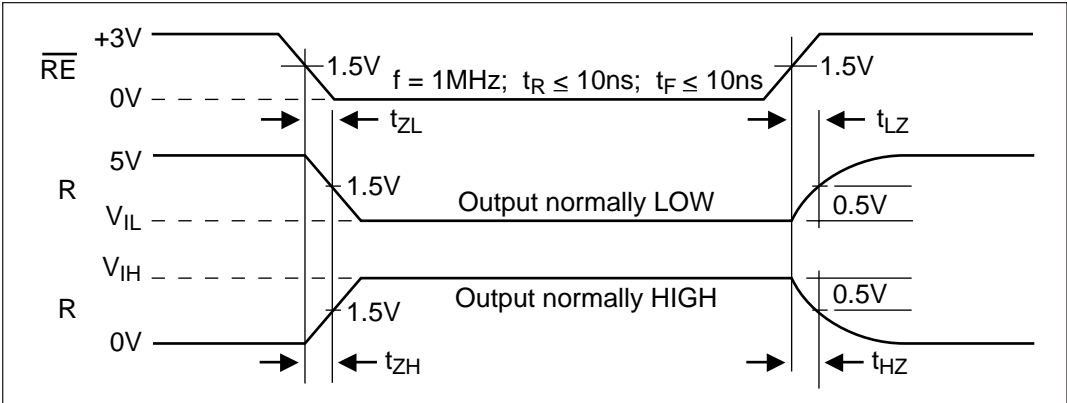 +3V
R̅E̅
1.5V
f = 1MHz; tR ≤ 10ns; tF ≤ 10ns
1.5V
0V
tZL
tLZ
5V
R
1.5V
Output normally LOW
0.5V
VIL
VIH
R
1.5V
Output normally HIGH
0.5V
0V
tZH
tHZ